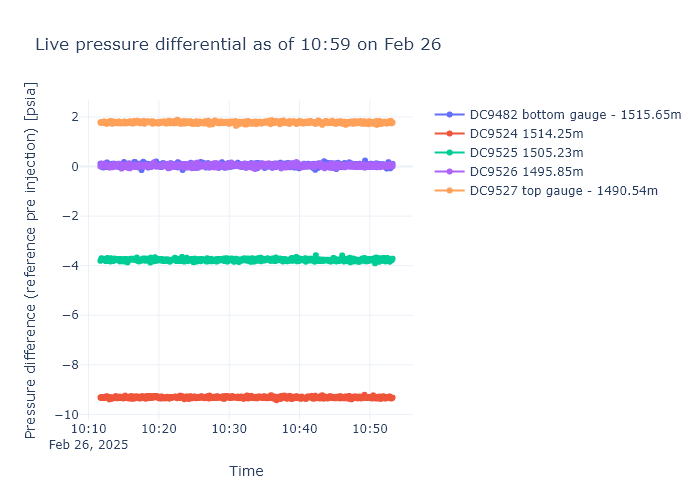 Live pressure differential as of 10:59 on Feb 26
Pressure difference (reference pre injection) [psia]
2
0
−2
−4
−6
−8
−10
10:10
10:20
10:30
10:40
10:50
Feb 26, 2025
Time
DC9482 bottom gauge - 1515.65m
DC9524 1514.25m
DC9525 1505.23m
DC9526 1495.85m
DC9527 top gauge - 1490.54m